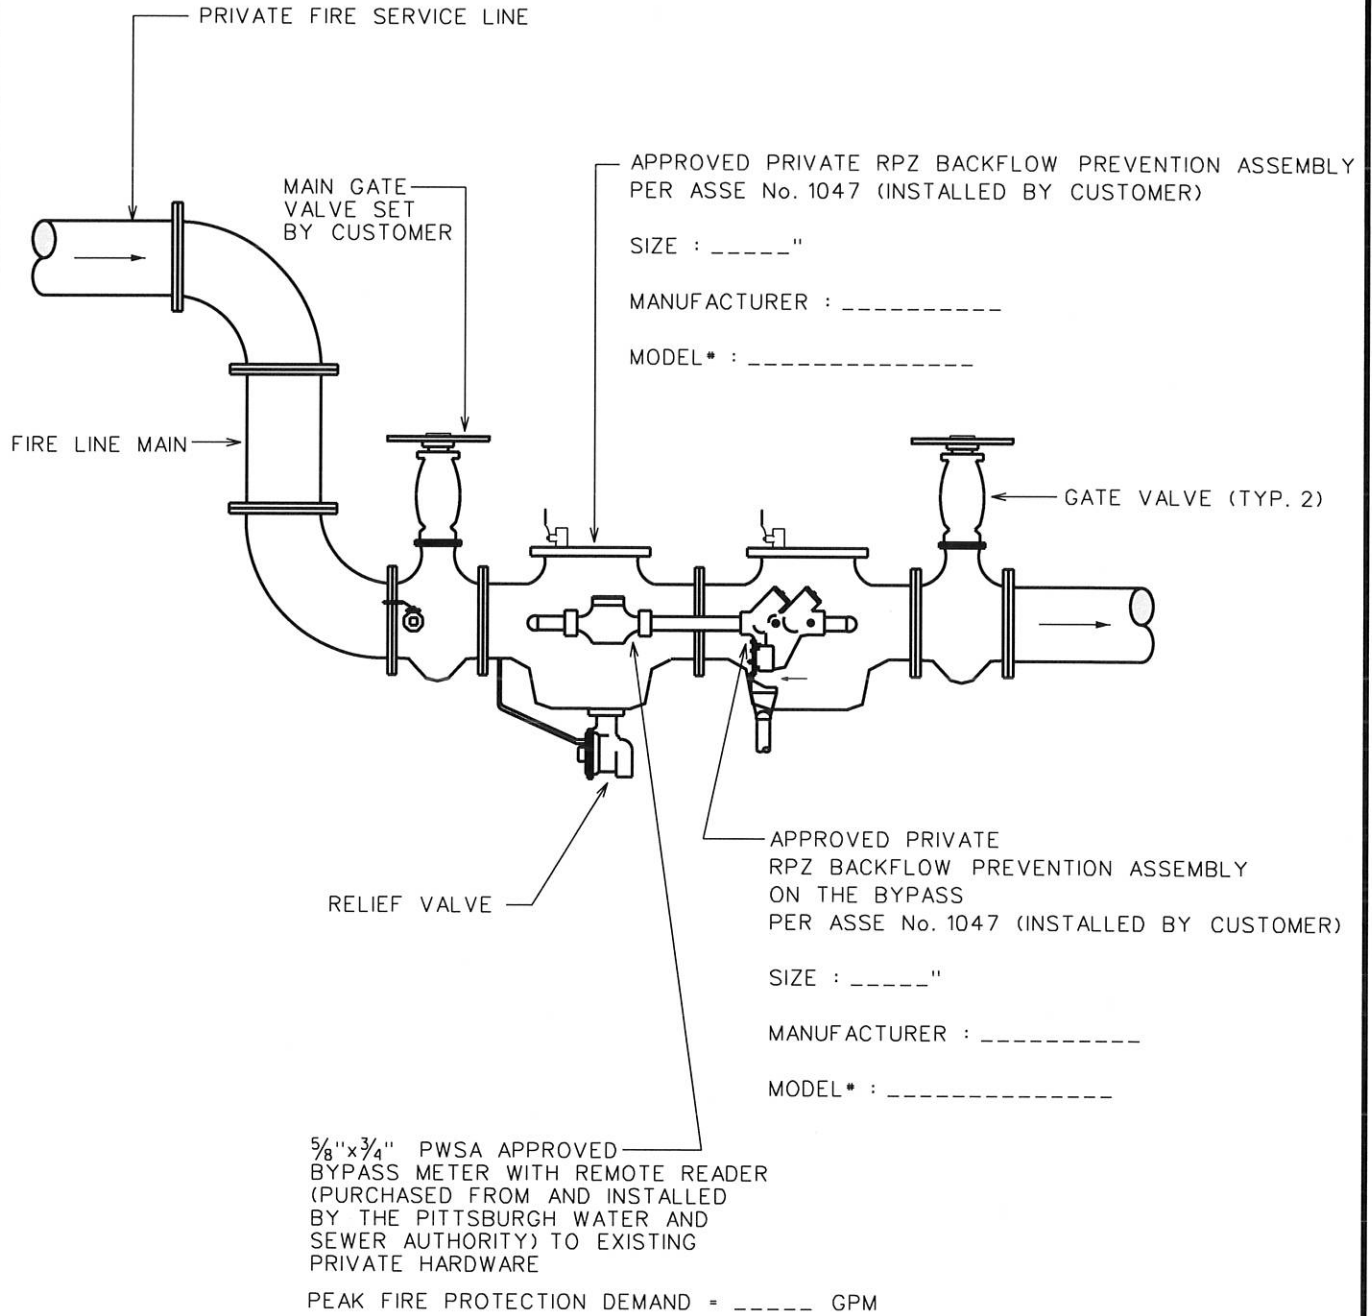 PRIVATE FIRE SERVICE LINE
APPROVED PRIVATE RPZ BACKFLOW PREVENTION ASSEMBLY
PER ASSE No. 1047 (INSTALLED BY CUSTOMER)
SIZE : _____"
MANUFACTURER : __________
MODEL# : ______________
MAIN GATE
VALVE SET
BY CUSTOMER
FIRE LINE MAIN
GATE VALVE (TYP. 2)
RELIEF VALVE
APPROVED PRIVATE
RPZ BACKFLOW PREVENTION ASSEMBLY
ON THE BYPASS
PER ASSE No. 1047 (INSTALLED BY CUSTOMER)
SIZE : _____"
MANUFACTURER : __________
MODEL# : ______________
5/8"x3/4" PWSA APPROVED
BYPASS METER WITH REMOTE READER
(PURCHASED FROM AND INSTALLED
BY THE PITTSBURGH WATER AND
SEWER AUTHORITY) TO EXISTING
PRIVATE HARDWARE
PEAK FIRE PROTECTION DEMAND = _____ GPM